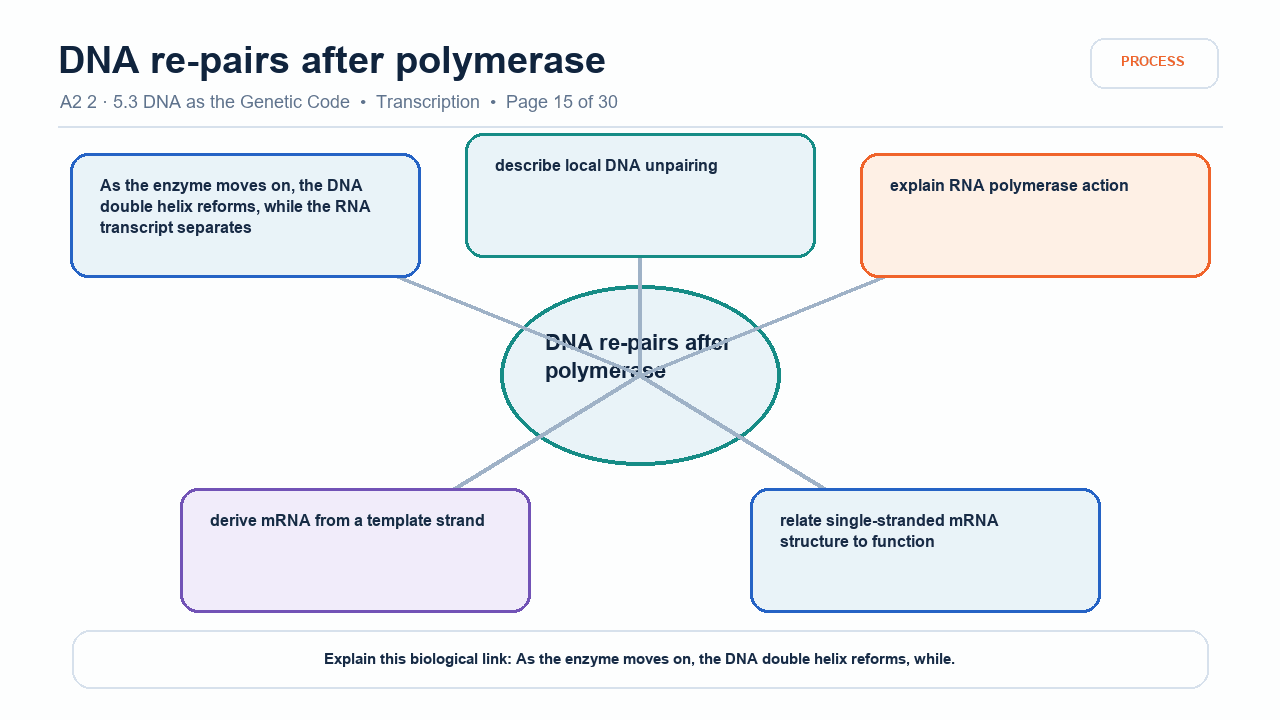 DNA re-pairs after polymerase
PROCESS
A2 2 · 5.3 DNA as the Genetic Code • Transcription • Page 15 of 30
As the enzyme moves on, the DNA
double helix reforms, while the RNA
transcript separates
describe local DNA unpairing
explain RNA polymerase action
DNA re-pairs after
polymerase
derive mRNA from a template strand
relate single-stranded mRNA
structure to function
Explain this biological link: As the enzyme moves on, the DNA double helix reforms, while.